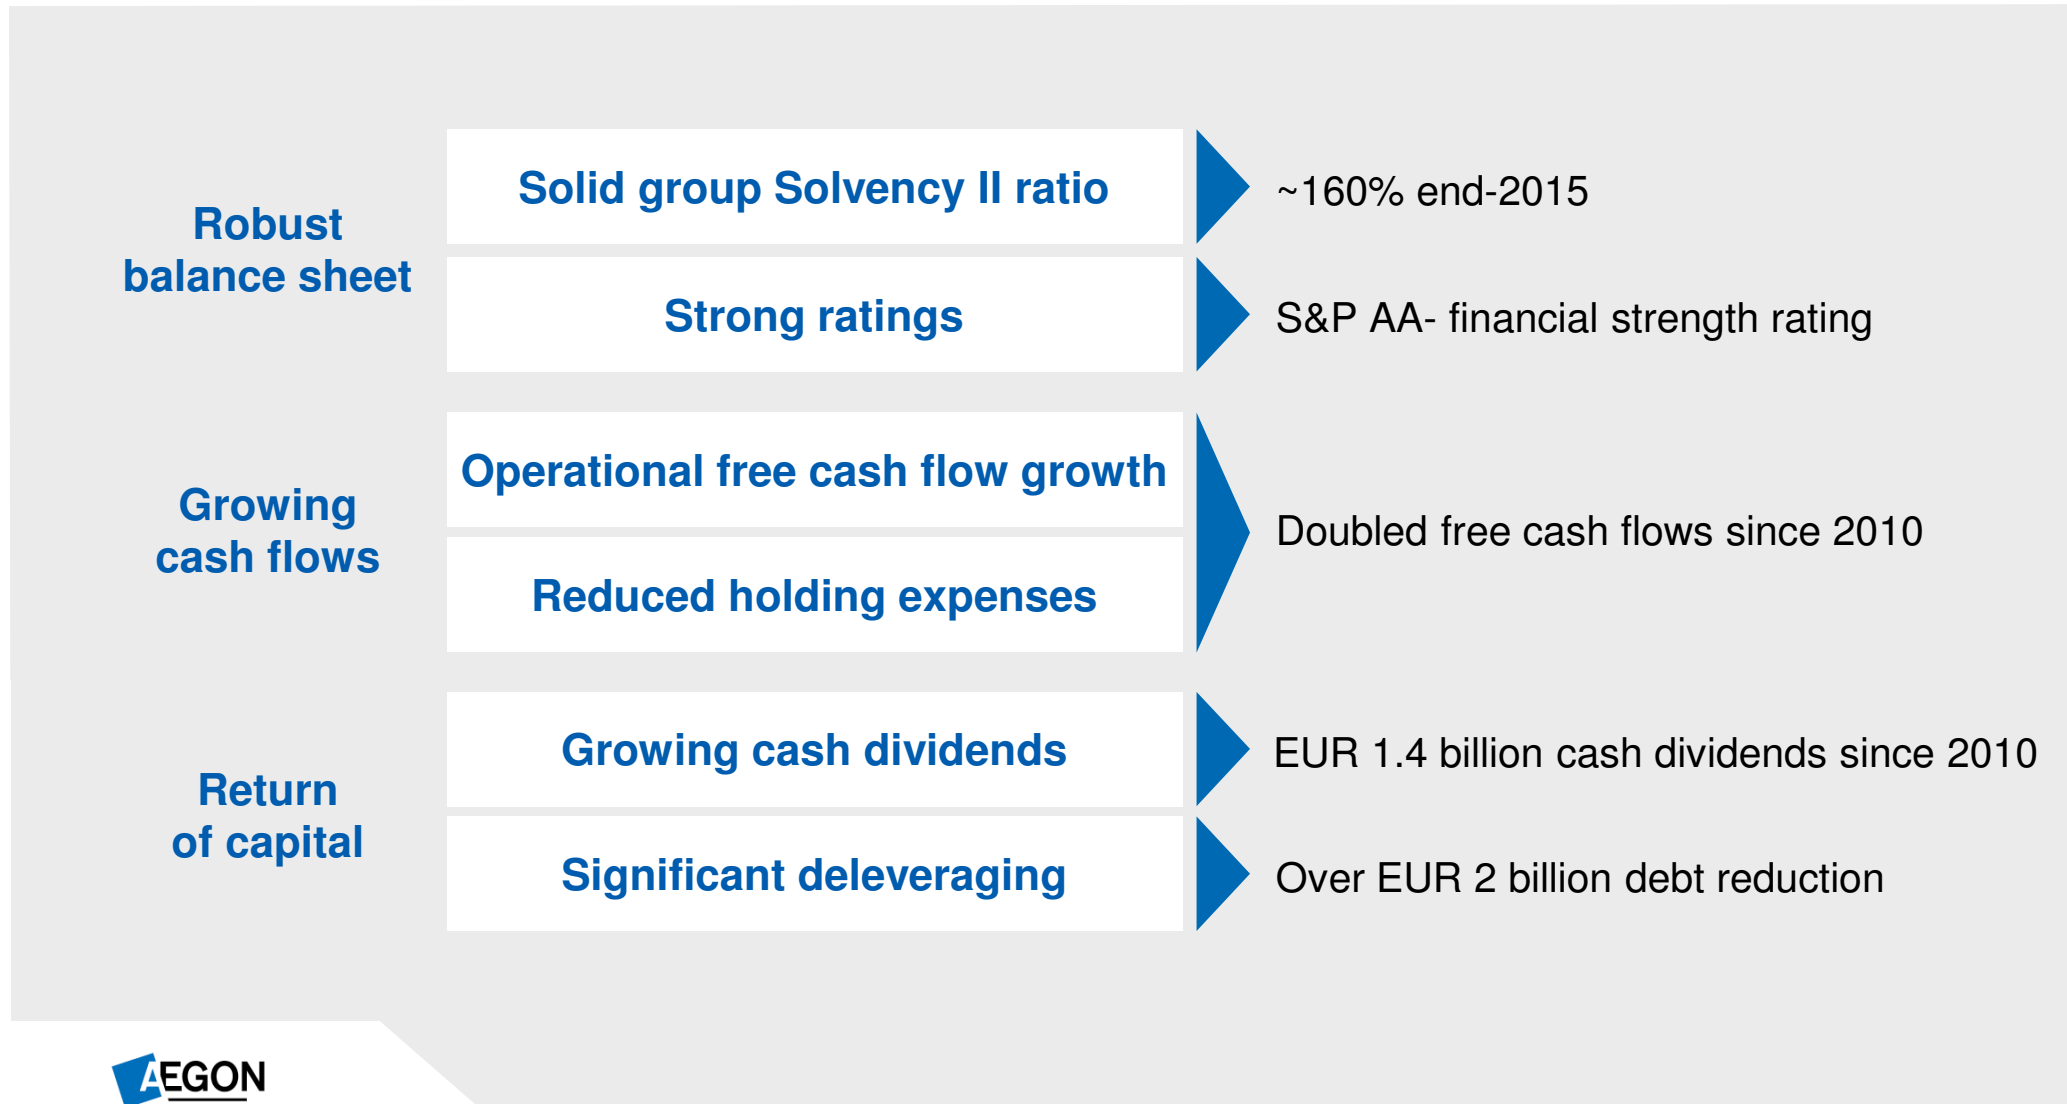 Robust
balance sheet
Solid group Solvency II ratio
~160% end-2015
Strong ratings
S&P AA- financial strength rating
Growing
cash flows
Operational free cash flow growth
Reduced holding expenses
Doubled free cash flows since 2010
Return
of capital
Growing cash dividends
EUR 1.4 billion cash dividends since 2010
Significant deleveraging
Over EUR 2 billion debt reduction
AEGON